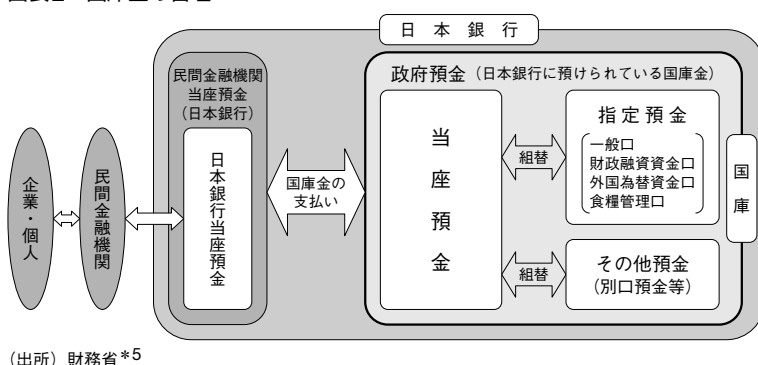 日本銀行
民間金融機関
当座預金
（日本銀行）
政府預金（日本銀行に預けられている国庫金）
企業・個人
民間金融機関
日本銀行当座預金
国庫金の
支払い
当座預金
組替
指定預金
一般口
財政融資資金口
外国為替資金口
食糧管理口
国庫
組替
その他預金
（別口預金等）
（出所）財務省*5